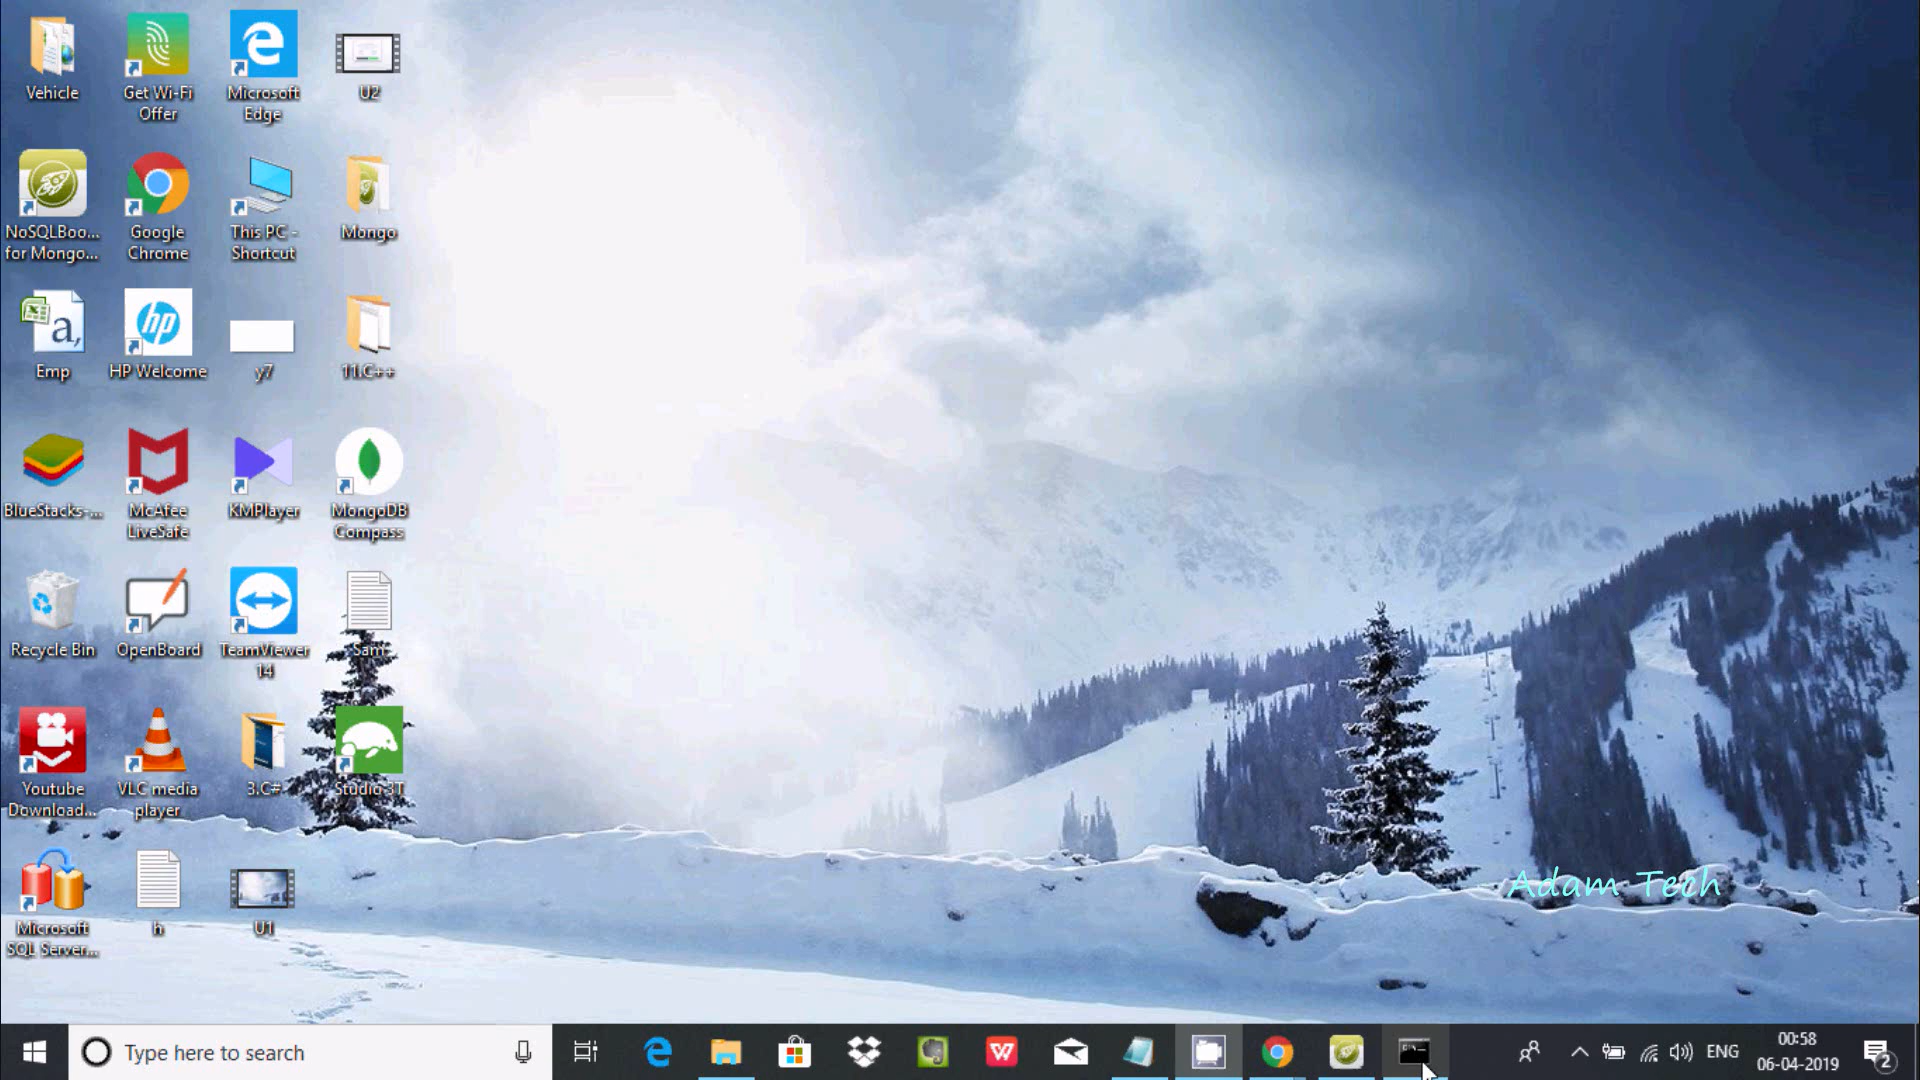 Vehicle
Get Wi-Fi
Offer
Microsoft
Edge
U2
NoSQLBoo...
for Mongo...
Google
Chrome
This PC -
Shortcut
Mongo
a,
Emp
hp
HP Welcome
y7
11.C++
BlueStacks-...
McAfee
LiveSafe
KMPlayer
MongoDB
Compass
Recycle Bin
OpenBoard
TeamViewer
14
Sam
Youtube
Download...
VLC media
player
3.C#
Studio 3T
Microsoft
SQL Server...
h
U1
Adam Tech
Type here to search
ENG
00:58
06-04-2019
2